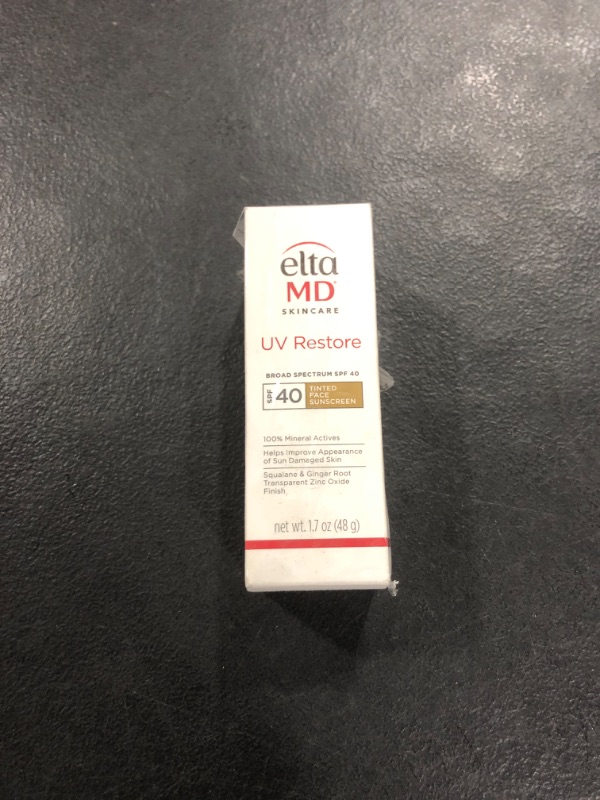 elta
MD
SKINCARE
UV Restore
BROAD SPECTRUM SPF 40
SPF 40 TINTED
FACE
SUNSCREEN
100% Mineral Actives
Helps Improve Appearance
of Sun Damaged Skin
Squalane & Ginger Root
Transparent Zinc Oxide
Finish
net wt. 1.7 oz (48 g)